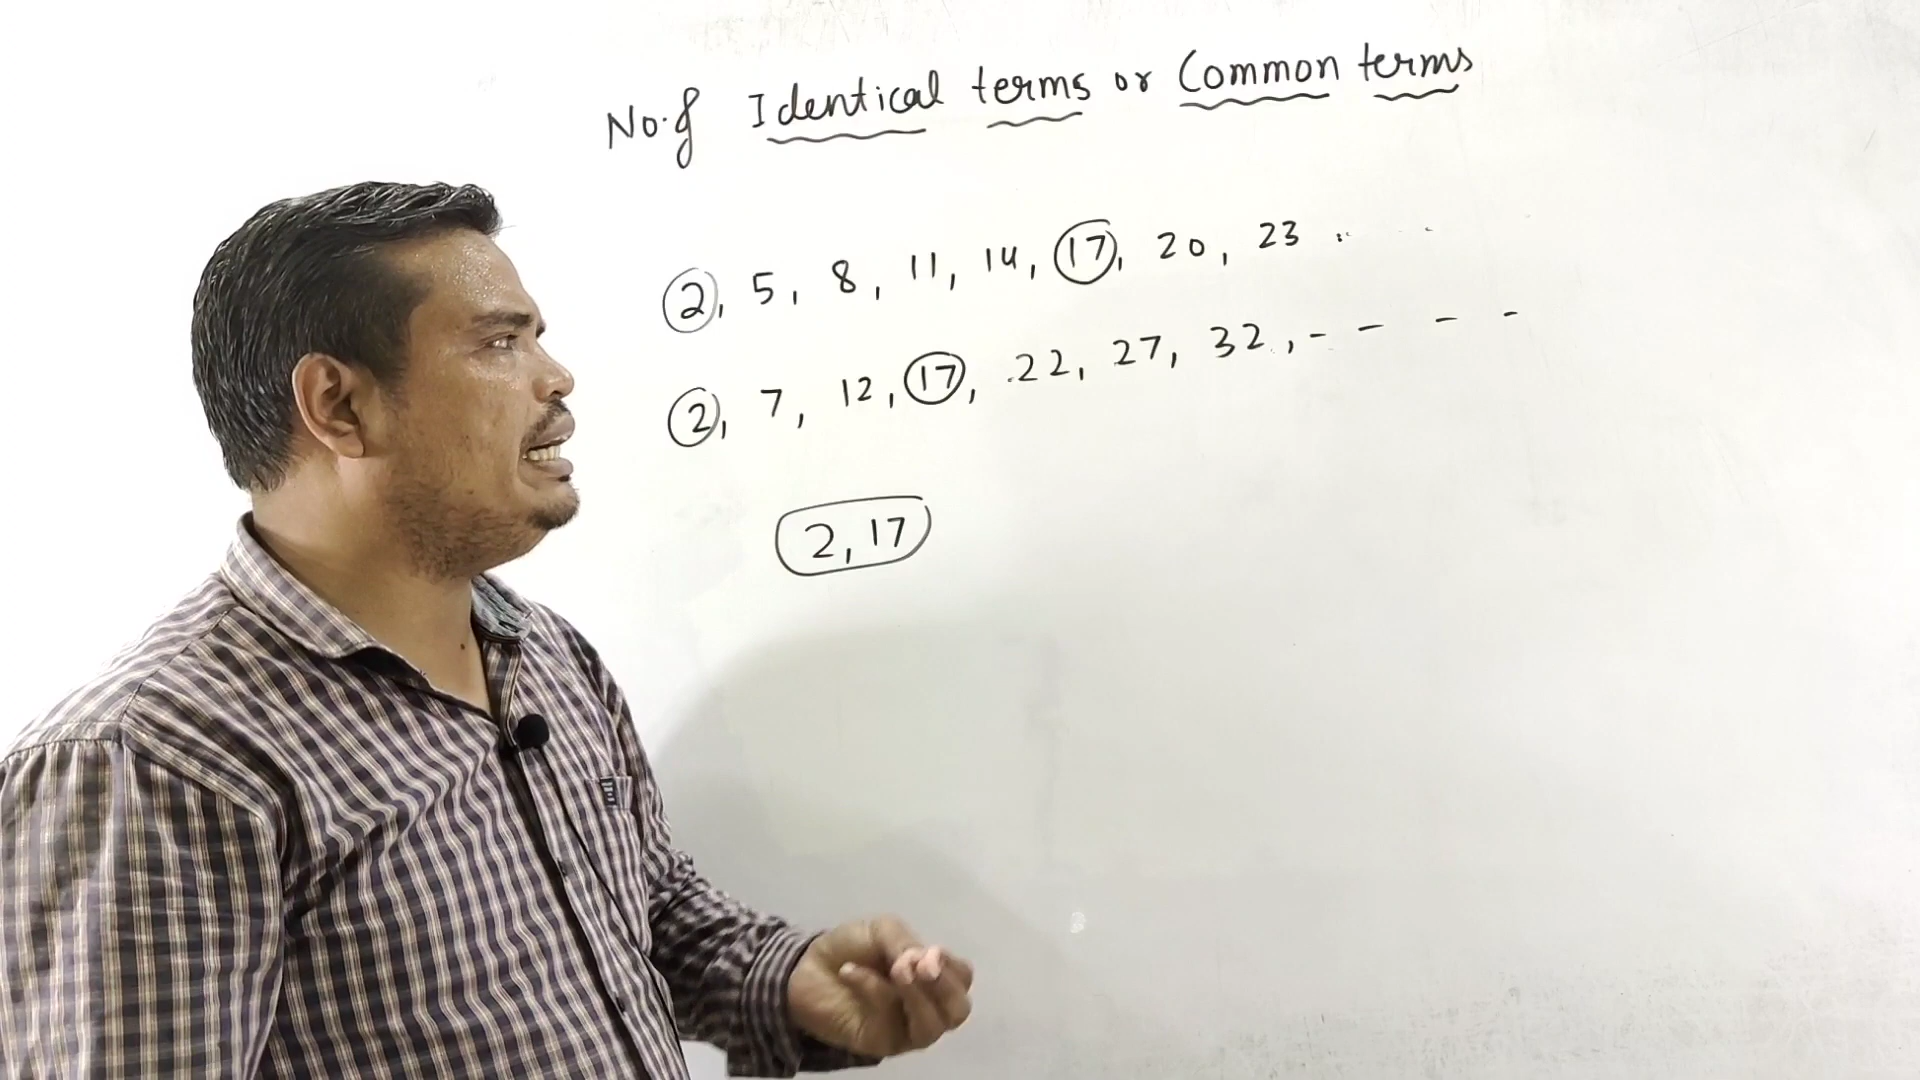 No. of Identical terms or Common terms
2, 5, 8, 11, 14, 17, 20, 23 ...
2, 7, 12, 17, 22, 27, 32, - - - -
2, 17